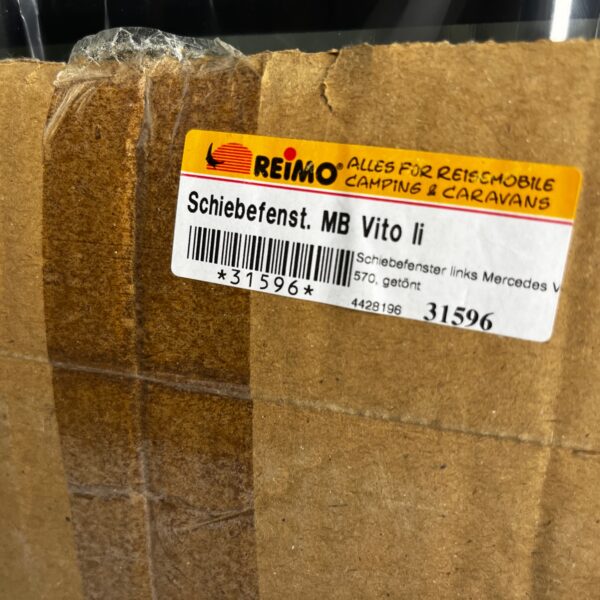 REIMO® ALLES FÜR REISEMOBILE
CAMPING & CARAVANS
Schiebefenst. MB Vito li
Schiebefenster links Mercedes V
570, getönt
*31596*
4428196 31596